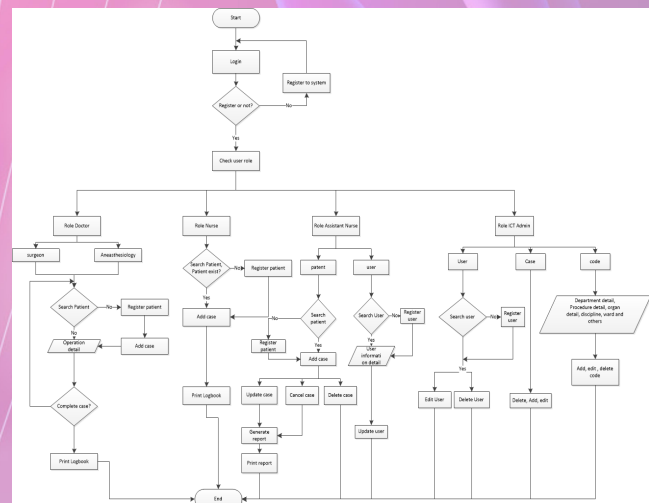 Start
Login
Register to system
Register or not?
No
Yes
Check user role
Role Doctor
Role Nurse
Role Assistant Nurse
Role ICT Admin
surgeon
Aneasthesiology
Search Patient,
Patient exist?
No
Register patient
patent
user
User
Case
code
Search Patient
Register patient
No
Operation
detail
Add case
Yes
Add case
No
Register
patient
Search
patient
Yes
Add case
Search User
No
Register
user
Yes
User
informati
on detail
Search user
No
Register
user
Yes
Department detail,
Procedure detail, organ
detail, discipline, ward and
others
Add, edit , delete
code
Complete case?
Print Logbook
Print Logbook
Update case
Cancel case
Delete case
Generate
report
Print report
Update user
Edit User
Delete User
Delete, Add, edit
End